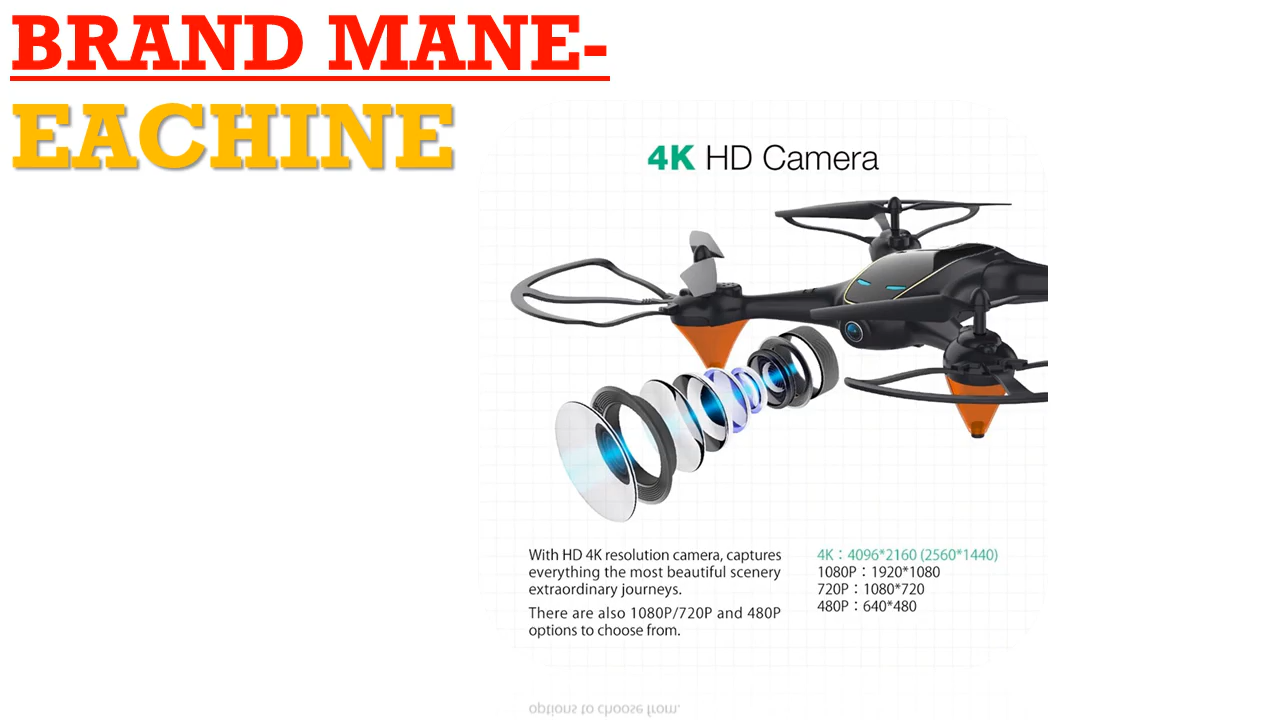 BRAND MANE-
EACHINE
4K HD Camera
With HD 4K resolution camera, captures
everything the most beautiful scenery
extraordinary journeys.
There are also 1080P/720P and 480P
options to choose from.
4K：4096*2160 (2560*1440)
1080P：1920*1080
720P：1080*720
480P：640*480
options to choose from.